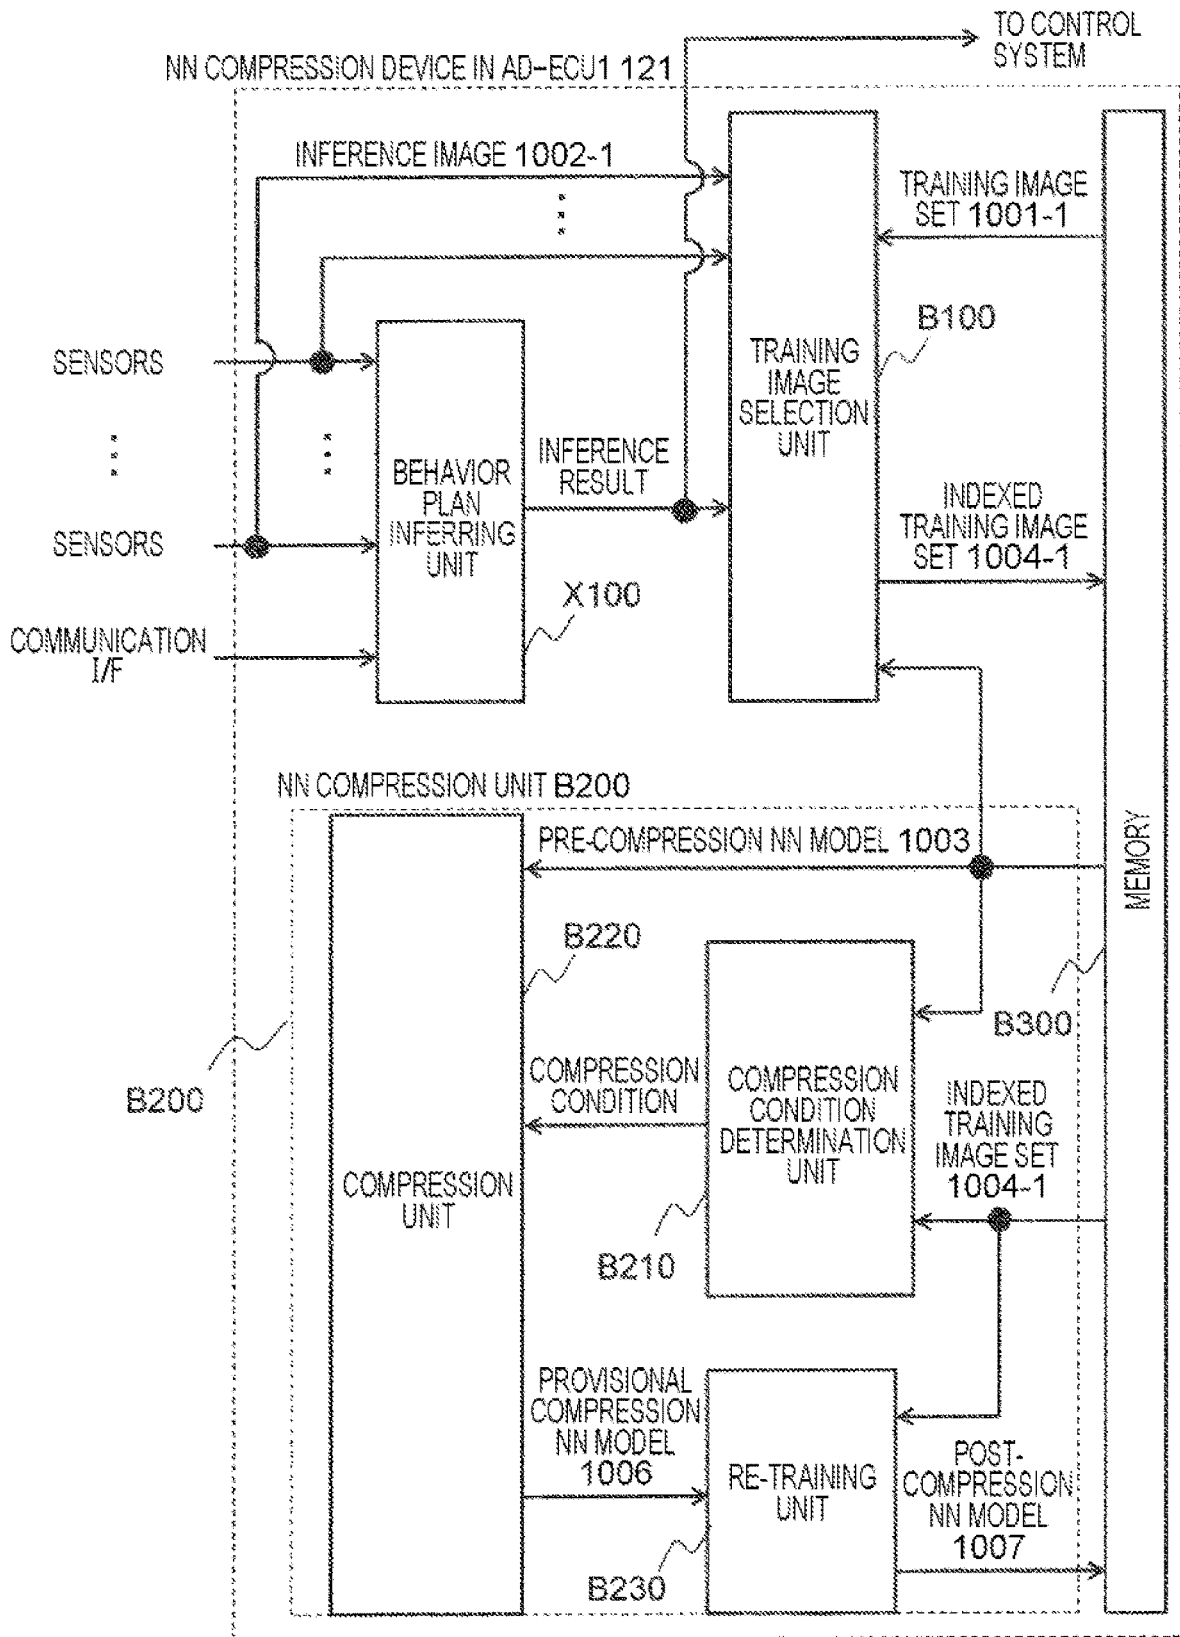 TO CONTROL
SYSTEM
NN COMPRESSION DEVICE IN AD-ECU1 121
INFERENCE IMAGE 1002-1
TRAINING IMAGE
SET 1001-1
B100
SENSORS
TRAINING
IMAGE
SELECTION
UNIT
BEHAVIOR
PLAN
INFERRING
UNIT
INFERENCE
RESULT
INDEXED
TRAINING IMAGE
SET 1004-1
SENSORS
X100
COMMUNICATION
I/F
NN COMPRESSION UNIT B200
PRE-COMPRESSION NN MODEL 1003
MEMORY
B220
B300
B200
COMPRESSION
CONDITION
COMPRESSION
CONDITION
DETERMINATION
UNIT
INDEXED
TRAINING
IMAGE SET
1004-1
COMPRESSION
UNIT
B210
PROVISIONAL
COMPRESSION
NN MODEL
1006
RE-TRAINING
UNIT
POST-
COMPRESSION
NN MODEL
1007
B230